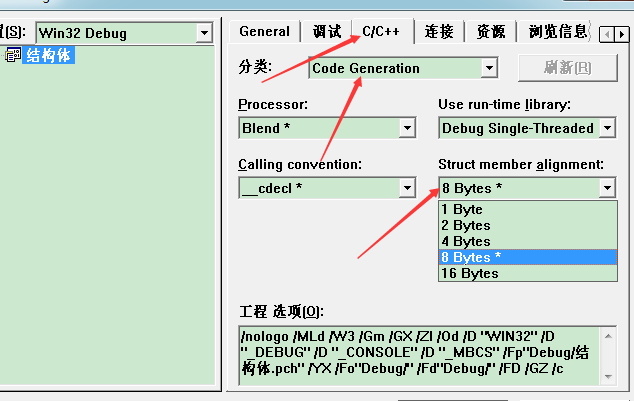 置(S):
Win32 Debug
结构体
General
调试
C/C++
连接
资源
浏览信息
分类:
Code Generation
刷新(R)
Processor:
Use run-time library:
Blend *
Debug Single-Threaded
Calling convention:
Struct member alignment:
__cdecl *
8 Bytes *
1 Byte
2 Bytes
4 Bytes
8 Bytes *
16 Bytes
工程 选项(O):
/nologo /MLd /W3 /Gm /GX /ZI /Od /D "WIN32" /D
"_DEBUG" /D "_CONSOLE" /D "_MBCS" /Fp"Debug/结
构体.pch" /YX /Fo"Debug/" /Fd"Debug/" /FD /GZ /c